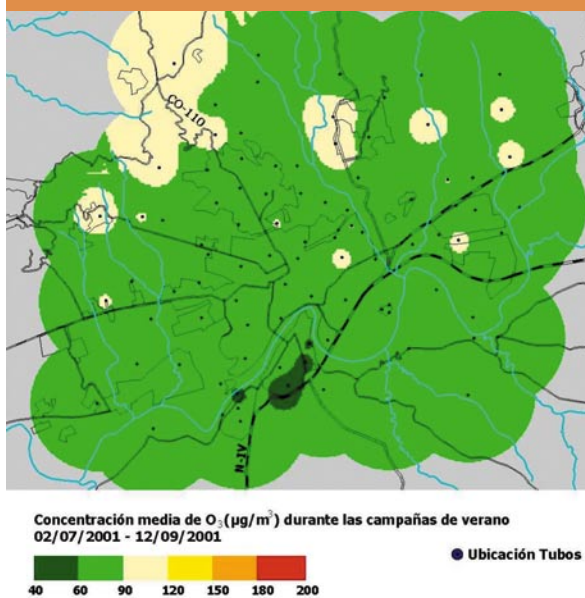 CO-110
N-IV
Concentración media de O3(µg/m3) durante las campañas de verano
02/07/2001 - 12/09/2001
Ubicación Tubos
40 60 90 120 150 180 200